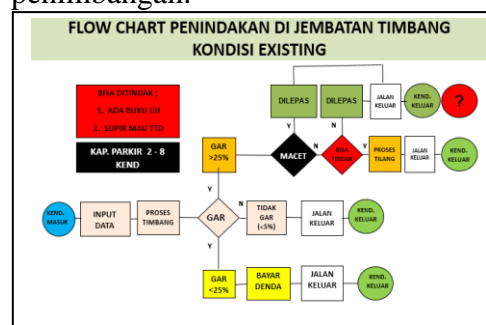 penimbangan.
FLOW CHART PENINDAKAN DI JEMBATAN TIMBANG
KONDISI EXISTING
BISA DITINDAK ;
1. ADA BUKU UJI
2. SOPIR MAU TTD
KAP. PARKIR 2 - 8
KEND
DILEPAS
DILEPAS
JALAN
KELUAR
KEND.
KELUAR
?
GAR
>25%
MACET
BISA
TINDAK
PROSES
TILANG
JALAN
KELUAR
KEND.
KELUAR
Y
N
N
Y
Y
KEND.
MASUK
INPUT
DATA
PROSES
TIMBANG
GAR
N
TIDAK
GAR
(<5%)
JALAN
KELUAR
KEND.
KELUAR
Y
GAR
<25%
BAYAR
DENDA
JALAN
KELUAR
KEND.
KELUAR